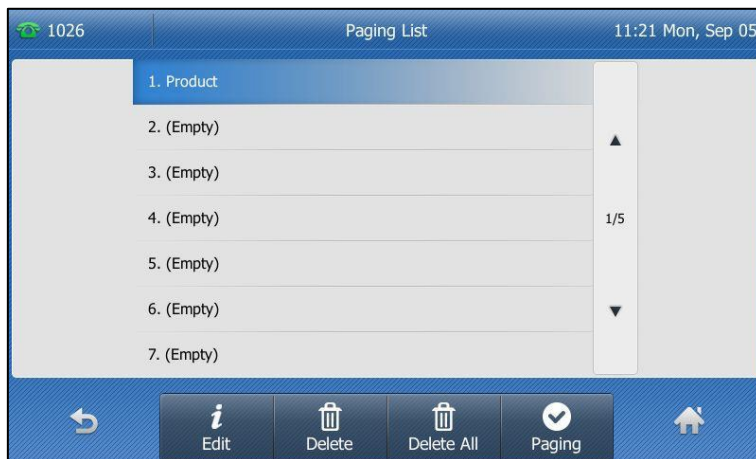 1026 Paging List 11:21 Mon, Sep 05
1. Product
2. (Empty)
3. (Empty)
4. (Empty)
1/5
5. (Empty)
6. (Empty)
7. (Empty)
Edit Delete Delete All Paging